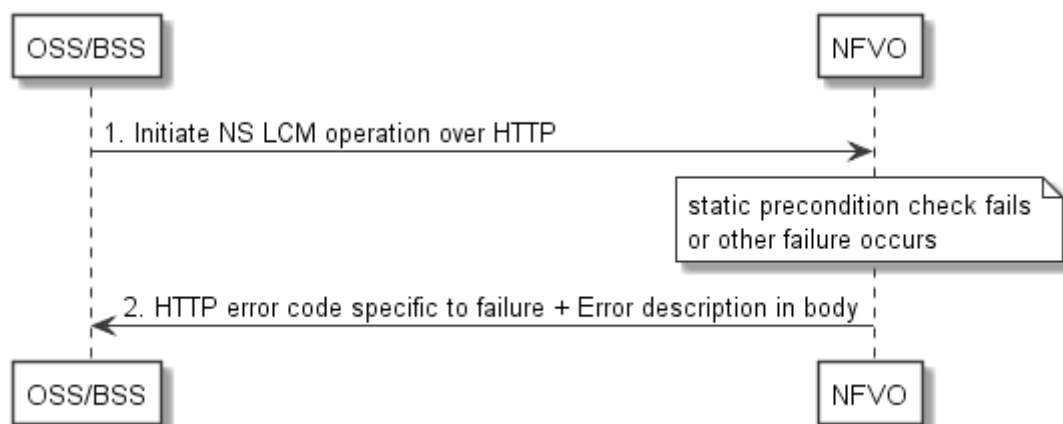 OSS/BSS
NFVO
1. Initiate NS LCM operation over HTTP
static precondition check fails
or other failure occurs
2. HTTP error code specific to failure + Error description in body
OSS/BSS
NFVO